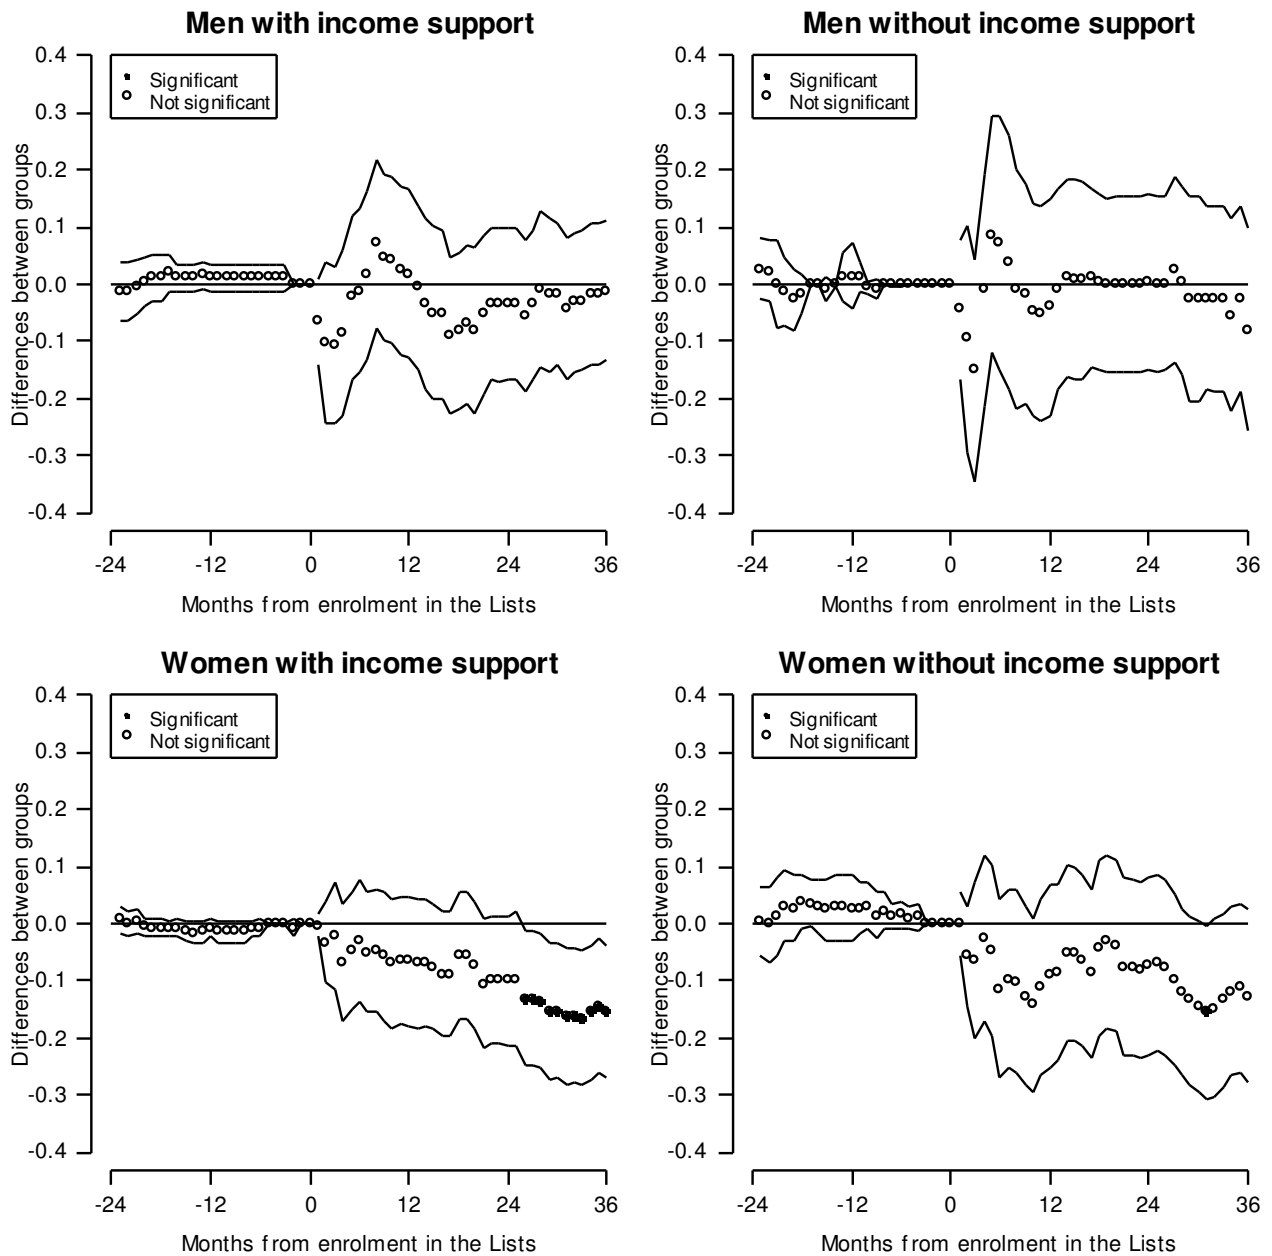 Men with income support
0.4
0.3
0.2
0.1
0.0
-0.1
-0.2
-0.3
-0.4
Differences between groups
Significant
Not significant
-24 -12 0 12 24 36
Months from enrolment in the Lists
Men without income support
0.4
0.3
0.2
0.1
0.0
-0.1
-0.2
-0.3
-0.4
Differences between groups
Significant
Not significant
-24 -12 0 12 24 36
Months from enrolment in the Lists
Women with income support
0.4
0.3
0.2
0.1
0.0
-0.1
-0.2
-0.3
-0.4
Differences between groups
Significant
Not significant
-24 -12 0 12 24 36
Months from enrolment in the Lists
Women without income support
0.4
0.3
0.2
0.1
0.0
-0.1
-0.2
-0.3
-0.4
Differences between groups
Significant
Not significant
-24 -12 0 12 24 36
Months from enrolment in the Lists